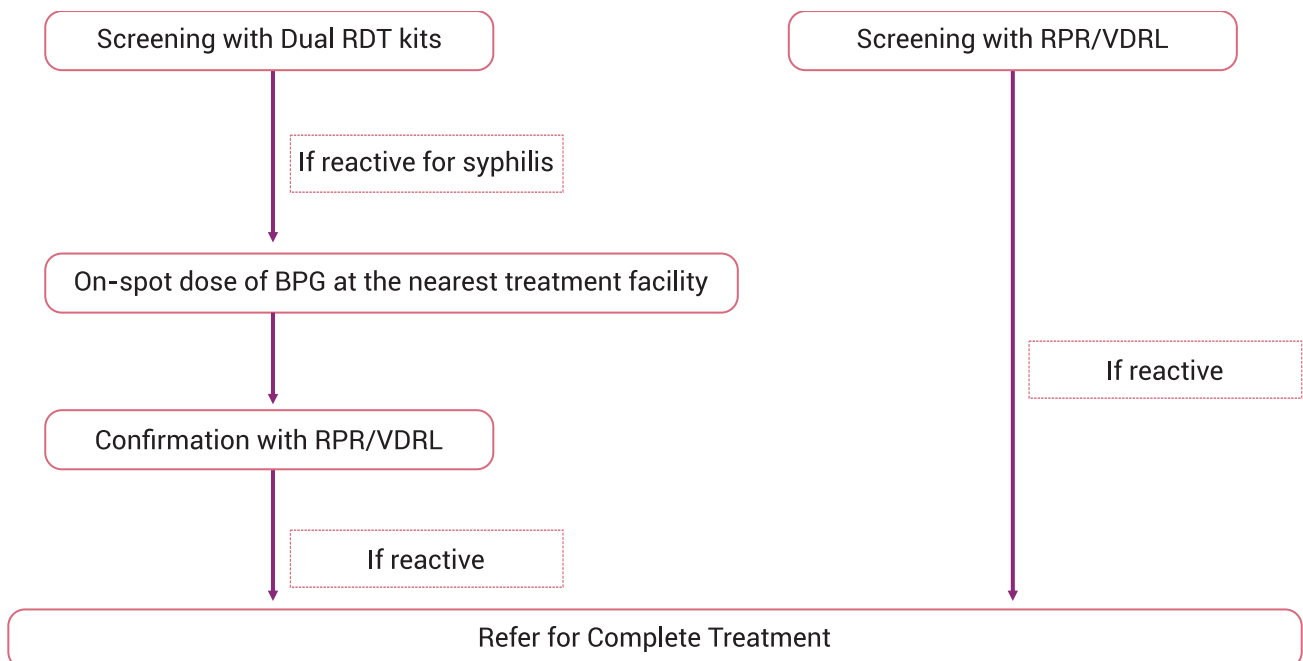 Screening with Dual RDT kits
Screening with RPR/VDRL
If reactive for syphilis
On-spot dose of BPG at the nearest treatment facility
If reactive
Confirmation with RPR/VDRL
If reactive
Refer for Complete Treatment